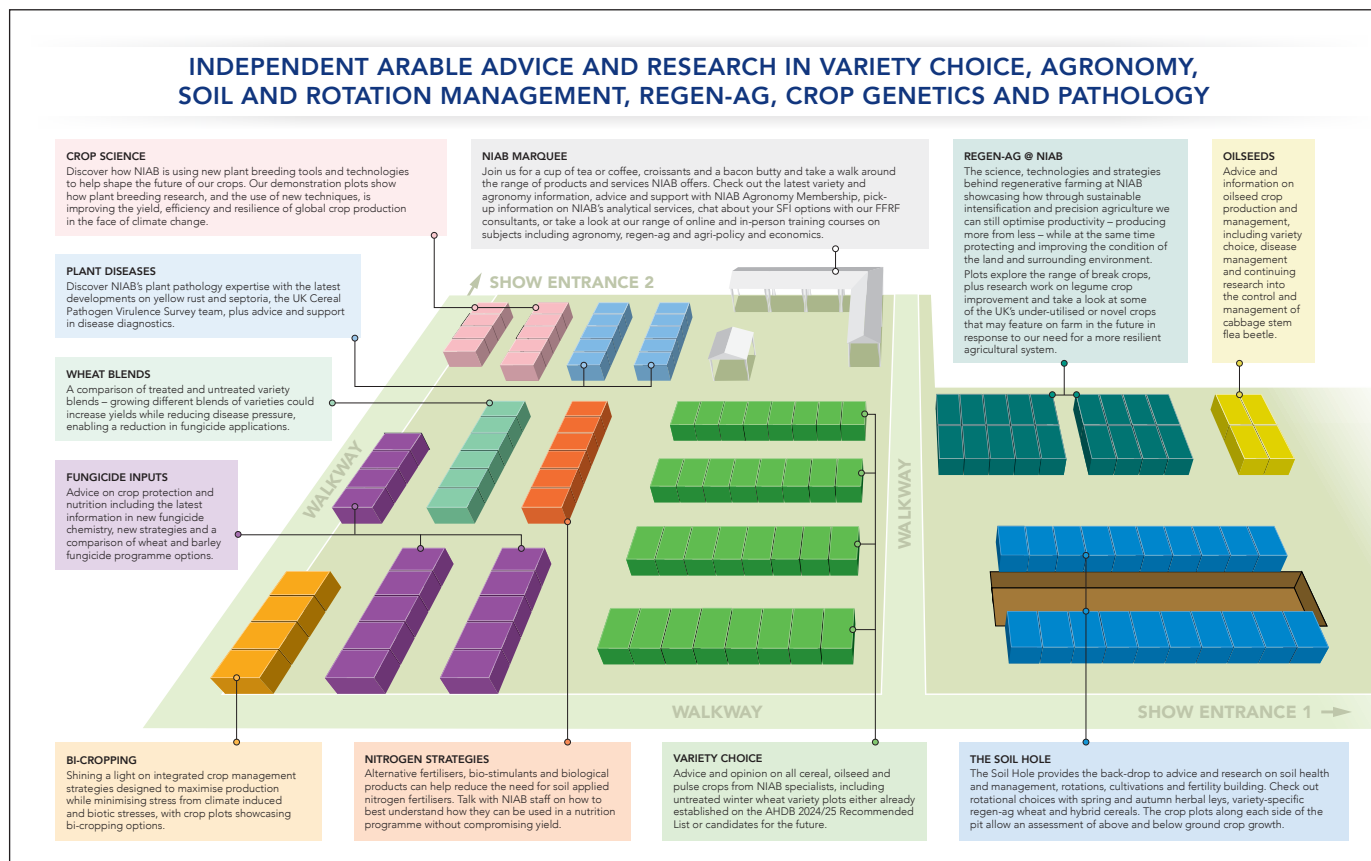 INDEPENDENT ARABLE ADVICE AND RESEARCH IN VARIETY CHOICE, AGRONOMY,
SOIL AND ROTATION MANAGEMENT, REGEN-AG, CROP GENETICS AND PATHOLOGY
CROP SCIENCE
Discover how NIAB is using new plant breeding tools and technologies
to help shape the future of our crops. Our demonstration plots show
how plant breeding research, and the use of new techniques, is
improving the yield, efficiency and resilience of global crop production
in the face of climate change.
NIAB MARQUEE
Join us for a cup of tea or coffee, croissants and a bacon butty and take a walk around
the range of products and services NIAB offers. Check out the latest variety and
agronomy information, advice and support with NIAB Agronomy Membership, pick-
up information on NIAB's analytical services, chat about your SFI options with our FFRF
consultants, or take a look at our range of online and in-person training courses on
subjects including agronomy, regen-ag and agri-policy and economics.
REGEN-AG @ NIAB
The science, technologies and strategies
behind regenerative farming at NIAB
showcasing how through sustainable
intensification and precision agriculture we
can still optimise productivity – producing
more from less – while at the same time
protecting and improving the condition of
the land and surrounding environment.
Plots explore the range of break crops,
plus research work on legume crop
improvement and take a look at some
of the UK's under-utilised or novel crops
that may feature on farm in the future in
response to our need for a more resilient
agricultural system.
OILSEEDS
Advice and
information on
oilseed crop
production and
management,
including variety
choice, disease
management
and continuing
research into
the control and
management of
cabbage stem
flea beetle.
PLANT DISEASES
Discover NIAB's plant pathology expertise with the latest
developments on yellow rust and septoria, the UK Cereal
Pathogen Virulence Survey team, plus advice and support
in disease diagnostics.
SHOW ENTRANCE 2
WHEAT BLENDS
A comparison of treated and untreated variety
blends – growing different blends of varieties could
increase yields while reducing disease pressure,
enabling a reduction in fungicide applications.
WALKWAY
WALKWAY
FUNGICIDE INPUTS
Advice on crop protection and
nutrition including the latest
information in new fungicide
chemistry, new strategies and a
comparison of wheat and barley
fungicide programme options.
WALKWAY
SHOW ENTRANCE 1
BI-CROPPING
Shining a light on integrated crop management
strategies designed to maximise production
while minimising stress from climate induced
and biotic stresses, with crop plots showcasing
bi-cropping options.
NITROGEN STRATEGIES
Alternative fertilisers, bio-stimulants and biological
products can help reduce the need for soil applied
nitrogen fertilisers. Talk with NIAB staff on how to
best understand how they can be used in a nutrition
programme without compromising yield.
VARIETY CHOICE
Advice and opinion on all cereal, oilseed and
pulse crops from NIAB specialists, including
untreated winter wheat variety plots either already
established on the AHDB 2024/25 Recommended
List or candidates for the future.
THE SOIL HOLE
The Soil Hole provides the back-drop to advice and research on soil health
and management, rotations, cultivations and fertility building. Check out
rotational choices with spring and autumn herbal leys, variety-specific
regen-ag wheat and hybrid cereals. The crop plots along each side of the
pit allow an assessment of above and below ground crop growth.